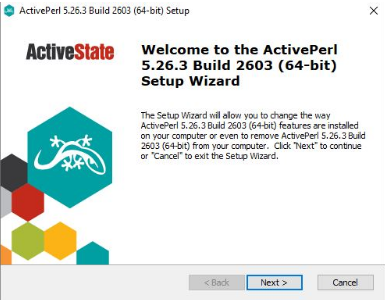 ActivePerl 5.26.3 Build 2603 (64-bit) Setup
ActiveState
Welcome to the ActivePerl
5.26.3 Build 2603 (64-bit)
Setup Wizard
The Setup Wizard will allow you to change the way
ActivePerl 5.26.3 Build 2603 (64-bit) features are installed
on your computer or even to remove ActivePerl 5.26.3 Build
2603 (64-bit) from your computer. Click "Next" to continue
or "Cancel" to exit the Setup Wizard.
< Back
Next >
Cancel